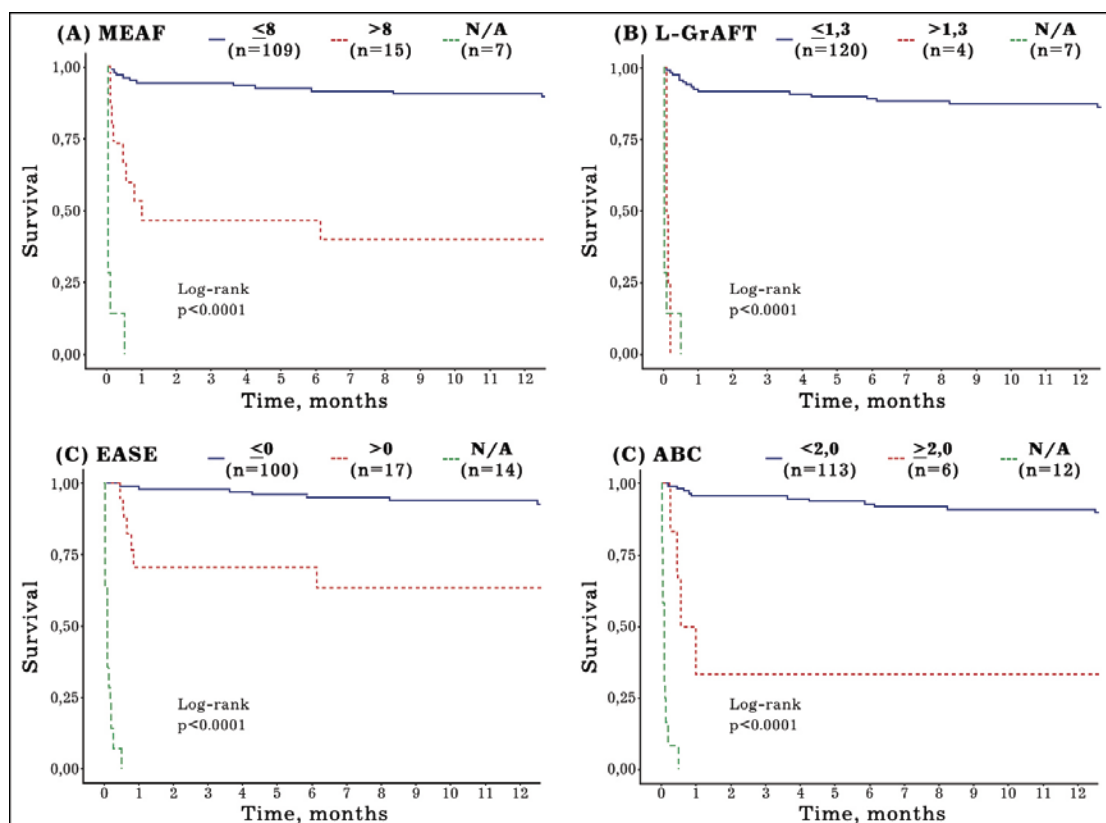 (A) MEAF ≤8 >8 N/A
(n=109) (n=15) (n=7)
1,00
0,75
0,50
0,25
0,00
Survival
Log-rank
p<0.0001
0 1 2 3 4 5 6 7 8 9 10 11 12
Time, months
(B) L-GrAFT ≤1,3 >1,3 N/A
(n=120) (n=4) (n=7)
1,00
0,75
0,50
0,25
0,00
Survival
Log-rank
p<0.0001
0 1 2 3 4 5 6 7 8 9 10 11 12
Time, months
(C) EASE ≤0 >0 N/A
(n=100) (n=17) (n=14)
1,00
0,75
0,50
0,25
0,00
Survival
Log-rank
p<0.0001
0 1 2 3 4 5 6 7 8 9 10 11 12
Time, months
(C) ABC <2,0 ≥2,0 N/A
(n=113) (n=6) (n=12)
1,00
0,75
0,50
0,25
0,00
Survival
Log-rank
p<0.0001
0 1 2 3 4 5 6 7 8 9 10 11 12
Time, months